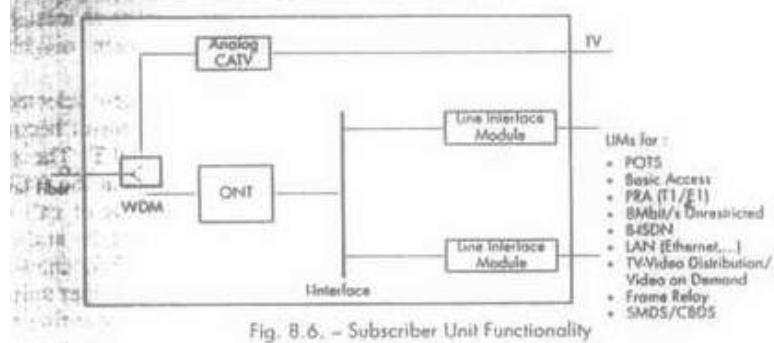 Analog
CATV
TV
Line Interface
Module
LIMs for :
• POTS
• Basic Access
• PRA (T1/E1)
• 8Mbit/s Unrestricted
• B-ISDN
• LAN (Ethernet,...)
• TV-Video Distribution/
Video on Demand
• Frame Relay
• SMDS/CBDS
Fiber
WDM
ONT
Line Interface
Module
I-Interface
Fig. 8.6. – Subscriber Unit Functionality